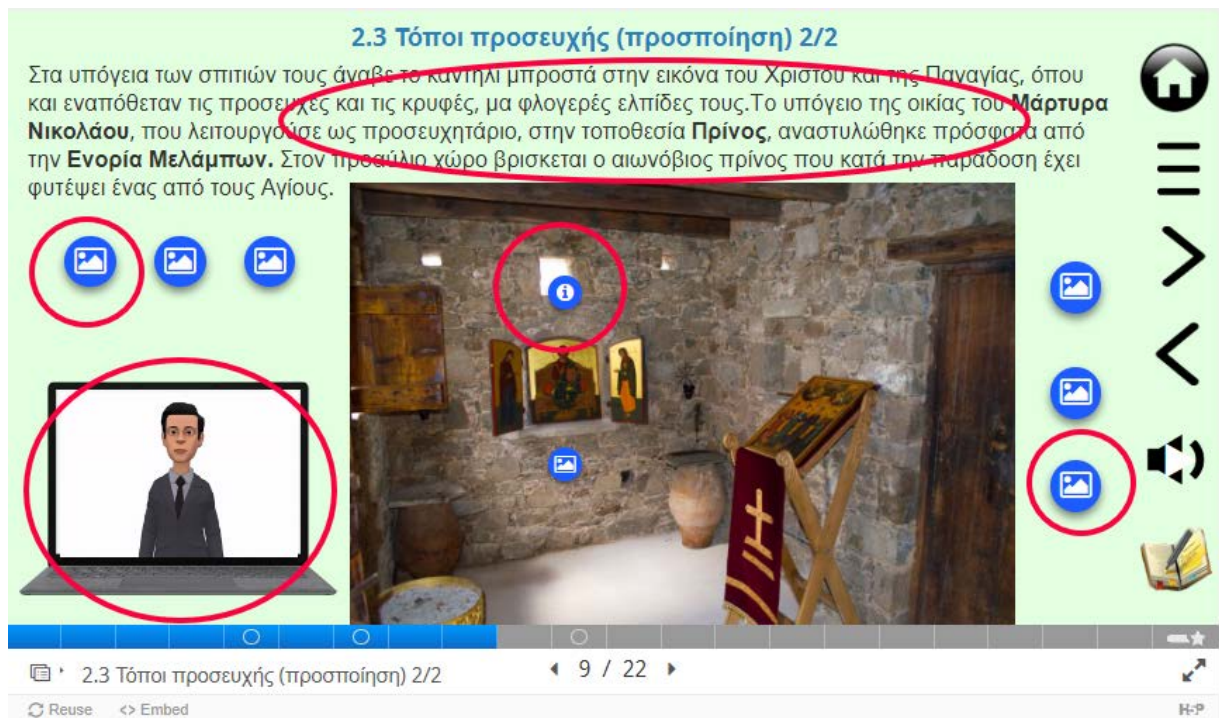 2.3 Τόποι προσευχής (προσποίηση) 2/2
Στα υπόγεια των σπιτιών τους άναβε το καντήλι μπροστά στην εικόνα του Χριστού και της Παναγίας, όπου
και εναπόθεταν τις προσευχές και τις κρυφές, μα φλογερές ελπίδες τους.Το υπόγειο της οικίας του Μάρτυρα
Νικολάου, που λειτουργούσε ως προσευχητάριο, στην τοποθεσία Πρίνος, αναστυλώθηκε πρόσφατα από
την Ενορία Μελάμπων. Στον προαύλιο χώρο βρισκεται ο αιωνόβιος πρίνος που κατά την παράδοση έχει
φυτέψει ένας από τους Αγίους.
2.3 Τόποι προσευχής (προσποίηση) 2/2
9 / 22
Reuse
<> Embed
H-P